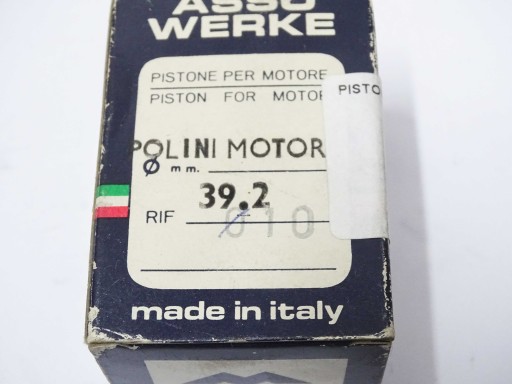 ASSO
WERKE
PISTONE PER MOTORE
PISTON FOR MOTOR
PISTO
POLINI MOTOR
Ø mm.
39.2
RIF 010
made in italy